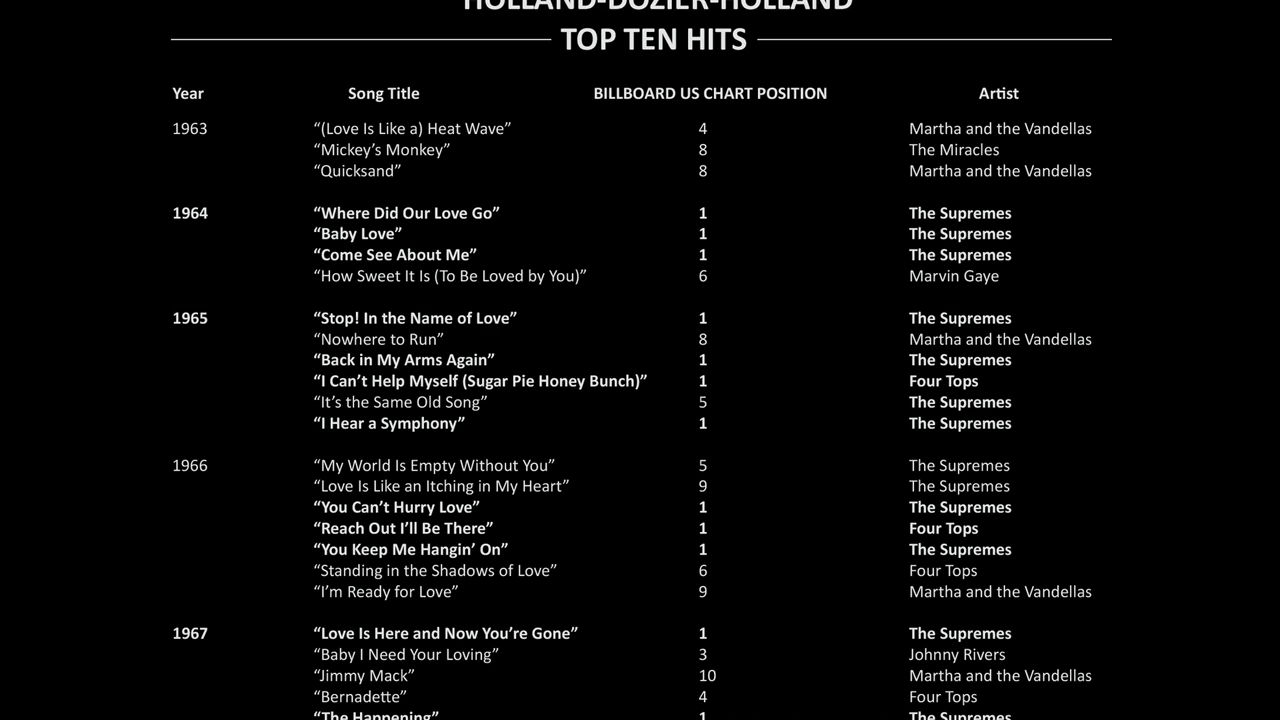 HOLLAND-DOZIER-HOLLAND
TOP TEN HITS
Year Song Title BILLBOARD US CHART POSITION Artist
1963 “(Love Is Like a) Heat Wave” 4 Martha and the Vandellas
“Mickey’s Monkey” 8 The Miracles
“Quicksand” 8 Martha and the Vandellas
1964 “Where Did Our Love Go” 1 The Supremes
“Baby Love” 1 The Supremes
“Come See About Me” 1 The Supremes
“How Sweet It Is (To Be Loved by You)” 6 Marvin Gaye
1965 “Stop! In the Name of Love” 1 The Supremes
“Nowhere to Run” 8 Martha and the Vandellas
“Back in My Arms Again” 1 The Supremes
“I Can’t Help Myself (Sugar Pie Honey Bunch)” 1 Four Tops
“It’s the Same Old Song” 5 The Supremes
“I Hear a Symphony” 1 The Supremes
1966 “My World Is Empty Without You” 5 The Supremes
“Love Is Like an Itching in My Heart” 9 The Supremes
“You Can’t Hurry Love” 1 The Supremes
“Reach Out I’ll Be There” 1 Four Tops
“You Keep Me Hangin’ On” 1 The Supremes
“Standing in the Shadows of Love” 6 Four Tops
“I’m Ready for Love” 9 Martha and the Vandellas
1967 “Love Is Here and Now You’re Gone” 1 The Supremes
“Baby I Need Your Loving” 3 Johnny Rivers
“Jimmy Mack” 10 Martha and the Vandellas
“Bernadette” 4 Four Tops
“The Happening” 1 The Supremes